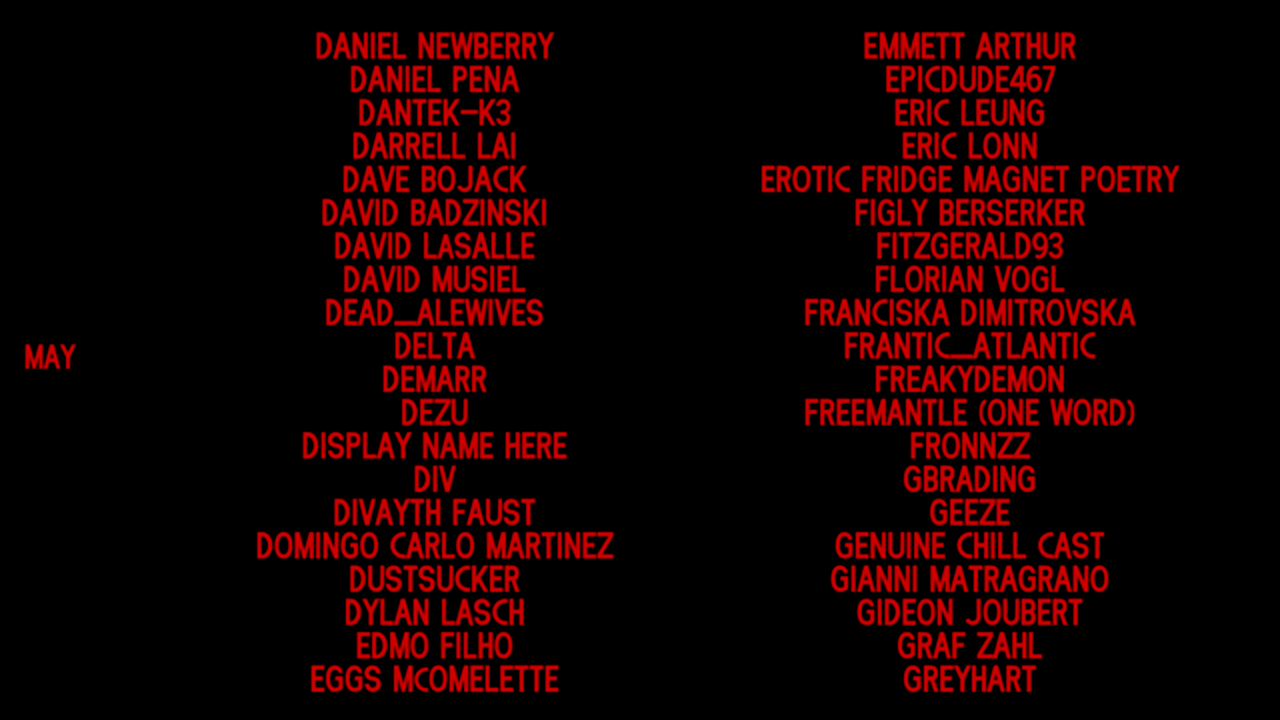 MAY
DANIEL NEWBERRY
DANIEL PENA
DANTEK-K3
DARRELL LAI
DAVE BOJACK
DAVID BADZINSKI
DAVID LASALLE
DAVID MUSIEL
DEAD_ALEWIVES
DELTA
DEMARR
DEZU
DISPLAY NAME HERE
DIV
DIVAYTH FAUST
DOMINGO CARLO MARTINEZ
DUSTSUCKER
DYLAN LASCH
EDMO FILHO
EGGS McOMELETTE
EMMETT ARTHUR
EPICDUDE467
ERIC LEUNG
ERIC LONN
EROTIC FRIDGE MAGNET POETRY
FIGLY BERSERKER
FITZGERALD93
FLORIAN VOGL
FRANCISKA DIMITROVSKA
FRANTIC_ATLANTIC
FREAKYDEMON
FREEMANTLE (ONE WORD)
FRONNZZ
GBRADING
GEEZE
GENUINE CHILL CAST
GIANNI MATRAGRANO
GIDEON JOUBERT
GRAF ZAHL
GREYHART